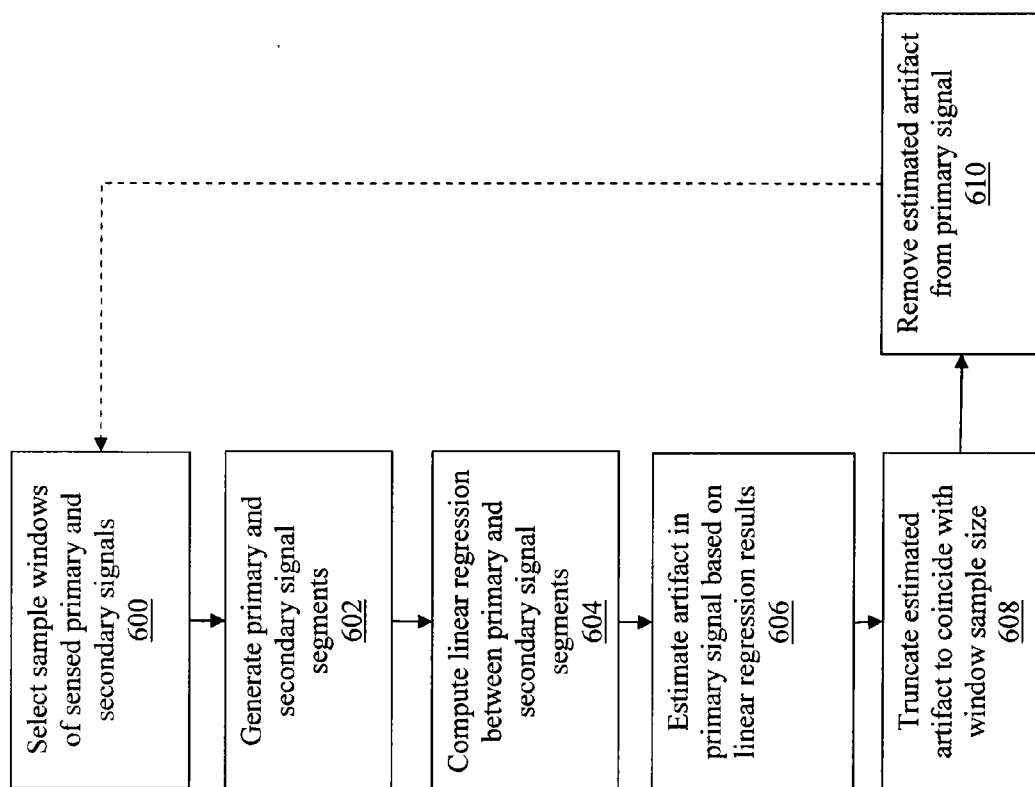 Select sample windows
of sensed primary and
secondary signals
600
Generate primary and
secondary signal
segments
602
Compute linear regression
between primary and
secondary signal
segments
604
Estimate artifact in
primary signal based on
linear regression results
606
Truncate estimated
artifact to coincide with
window sample size
608
Remove estimated artifact
from primary signal
610